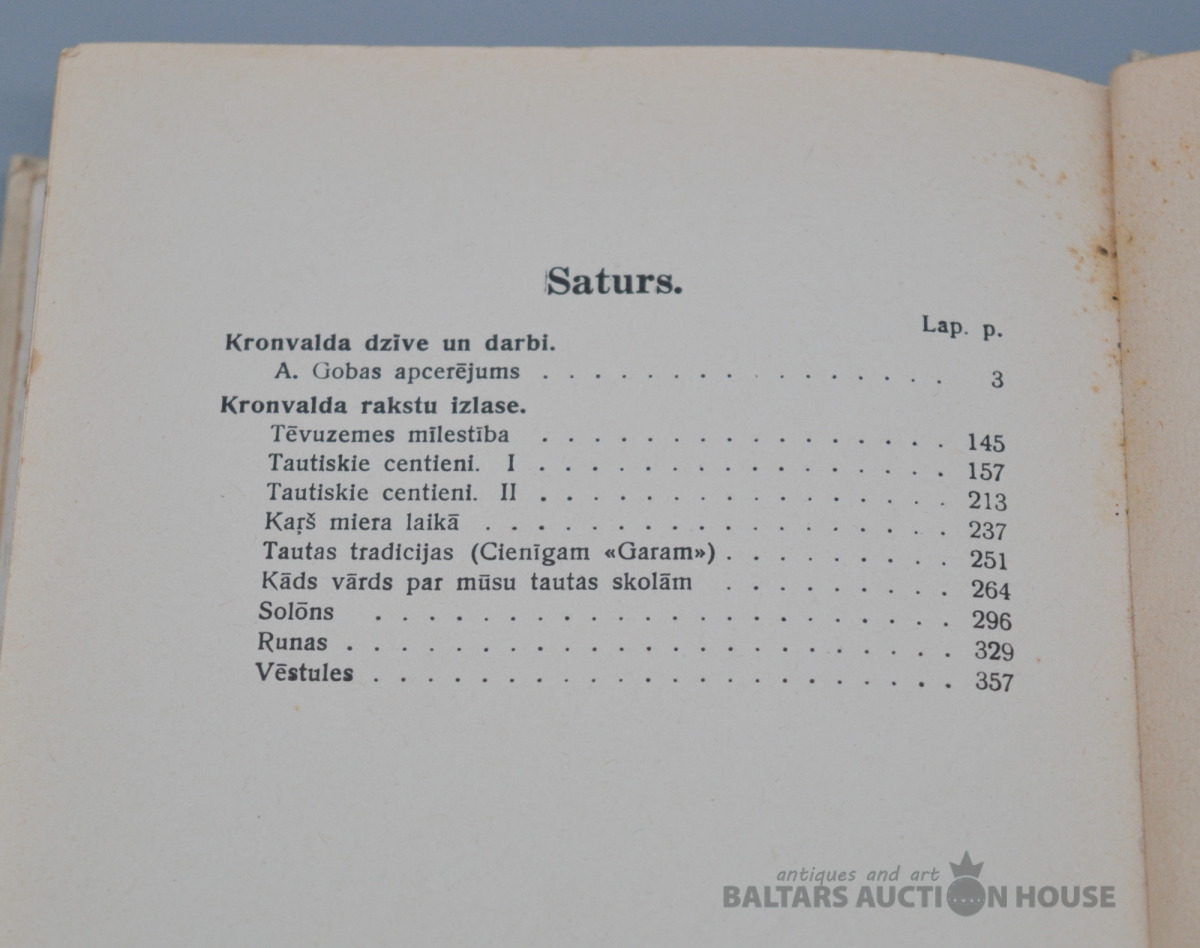 Saturs.
Lap. p.
Kronvalda dzīve un darbi.
A. Gobas apcerējums . . . . . . . . . . . . . . . . 3
Kronvalda rakstu izlase.
Tēvuzemes mīlestība . . . . . . . . . . . . . . . . 145
Tautiskie centieni. I . . . . . . . . . . . . . . . . 157
Tautiskie centieni. II . . . . . . . . . . . . . . . . 213
Kaŗš miera laikā . . . . . . . . . . . . . . . . . . 237
Tautas tradicijas (Cienīgam «Garam») . . . . . . . . . 251
Kāds vārds par mūsu tautas skolām . . . . . . . . . 264
Solōns . . . . . . . . . . . . . . . . . . . . . . 296
Runas . . . . . . . . . . . . . . . . . . . . . . . 329
Vēstules . . . . . . . . . . . . . . . . . . . . . . 357
antiques and art
BALTARS AUCTION HOUSE